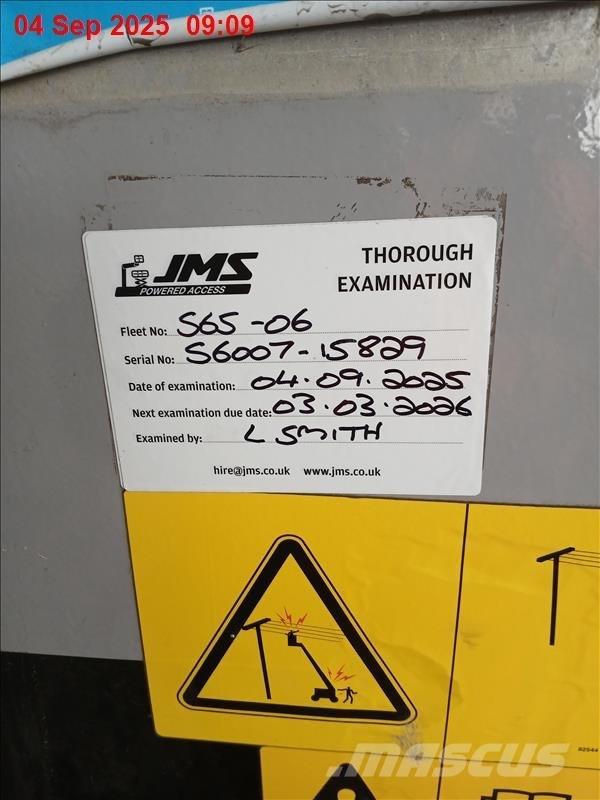 04 Sep 2025 09:09
JMS
POWERED ACCESS
THOROUGH
EXAMINATION
Fleet No: S65-06
Serial No: S6007-15829
Date of examination: 04.09.2025
Next examination due date: 03.03.2026
Examined by: L SMITH
hire@jms.co.uk www.jms.co.uk
82544
MASCUS